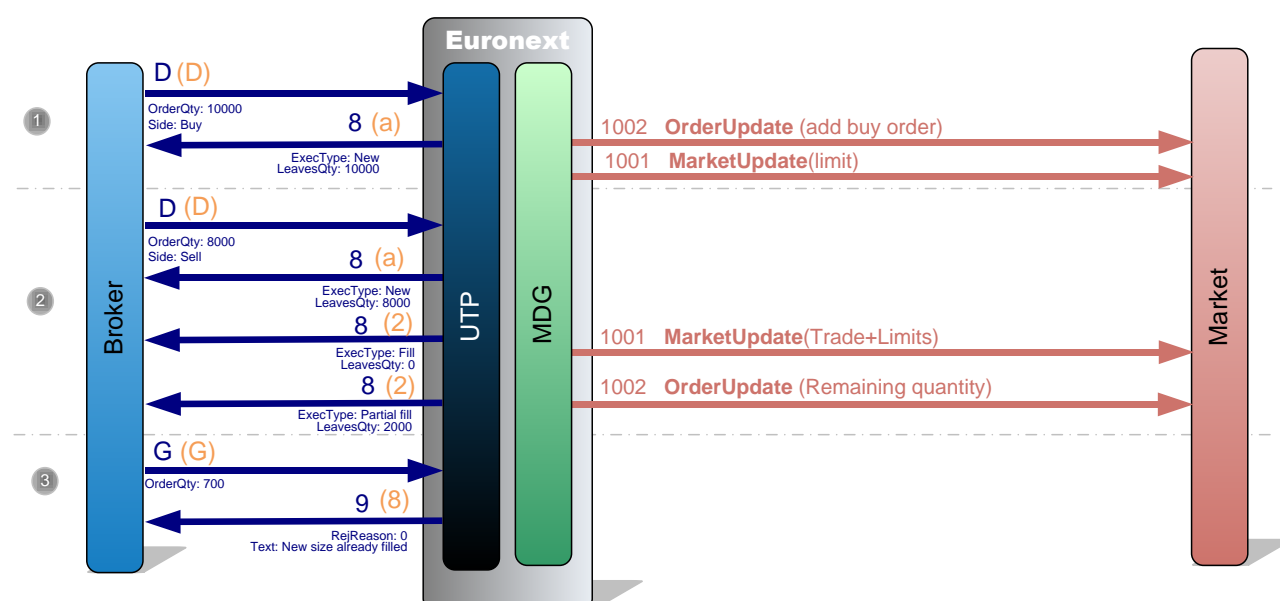 Euronext
Broker
UTP
MDG
Market
1
D (D)
OrderQty: 10000
Side: Buy
8 (a)
ExecType: New
LeavesQty: 10000
1002 OrderUpdate (add buy order)
1001 MarketUpdate(limit)
2
D (D)
OrderQty: 8000
Side: Sell
8 (a)
ExecType: New
LeavesQty: 8000
8 (2)
ExecType: Fill
LeavesQty: 0
1001 MarketUpdate(Trade+Limits)
8 (2)
ExecType: Partial fill
LeavesQty: 2000
1002 OrderUpdate (Remaining quantity)
3
G (G)
OrderQty: 700
9 (8)
RejReason: 0
Text: New size already filled